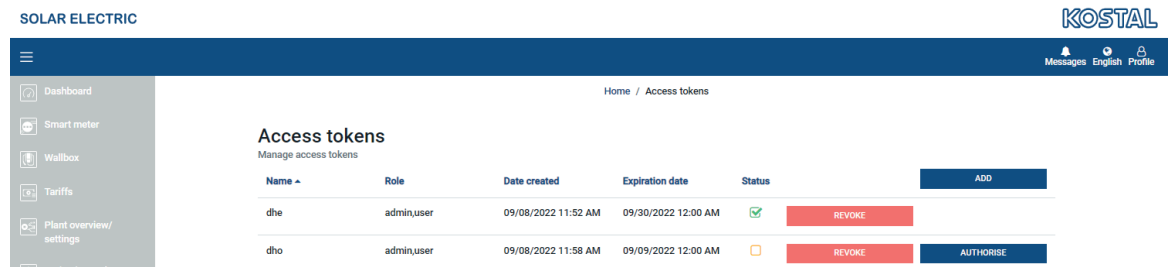 SOLAR ELECTRIC
KOSTAL
Messages English Profile
Dashboard
Smart meter
Wallbox
Tariffs
Plant overview/
settings
Home / Access tokens
Access tokens
Manage access tokens
Name Role Date created Expiration date Status ADD
dhe admin,user 09/08/2022 11:52 AM 09/30/2022 12:00 AM REVOKE
dho admin,user 09/08/2022 11:58 AM 09/09/2022 12:00 AM REVOKE AUTHORISE